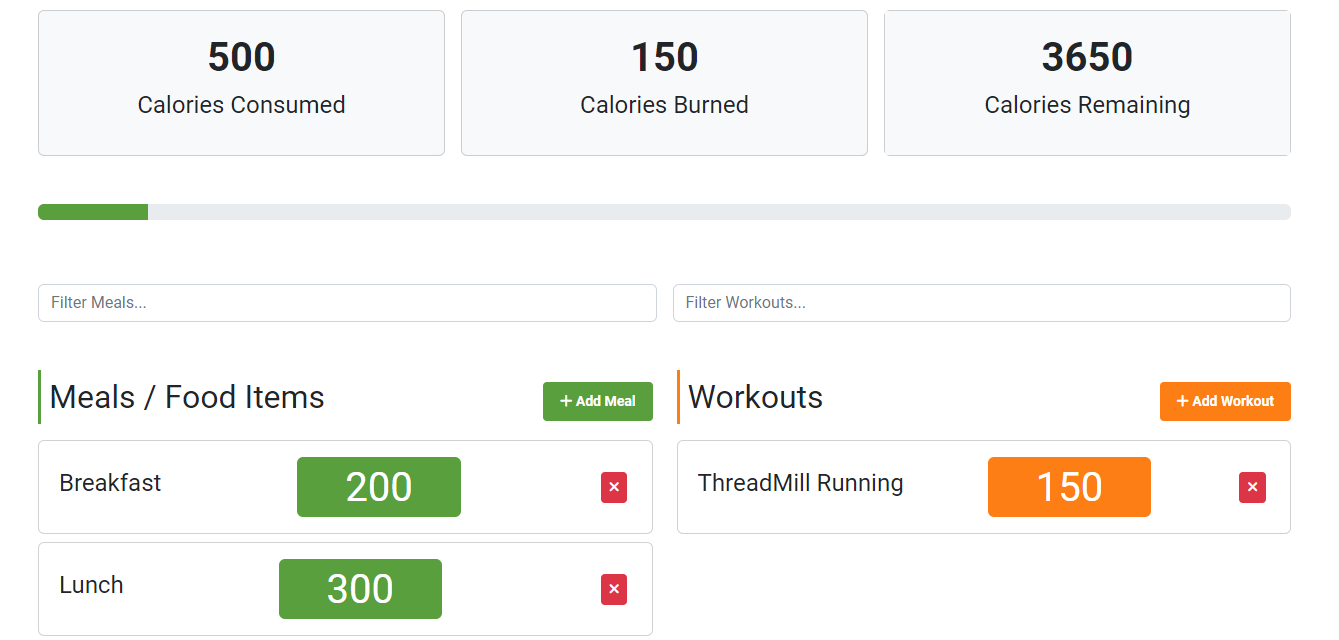 500
Calories Consumed
150
Calories Burned
3650
Calories Remaining
Filter Meals...
Filter Workouts...
Meals / Food Items
+ Add Meal
Breakfast
200
×
Lunch
300
×
Workouts
+ Add Workout
ThreadMill Running
150
×